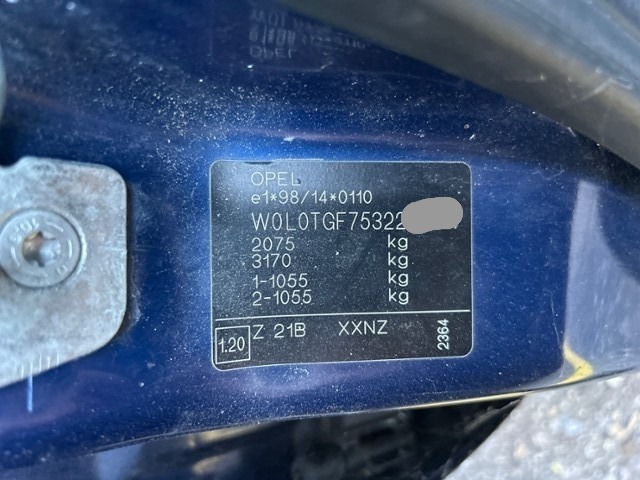 OPEL
e1*98/14*0110
W0L0TGF75322
2075 kg
3170 kg
1-1055 kg
2-1055 kg
1.20 Z 21B XXNZ 2364